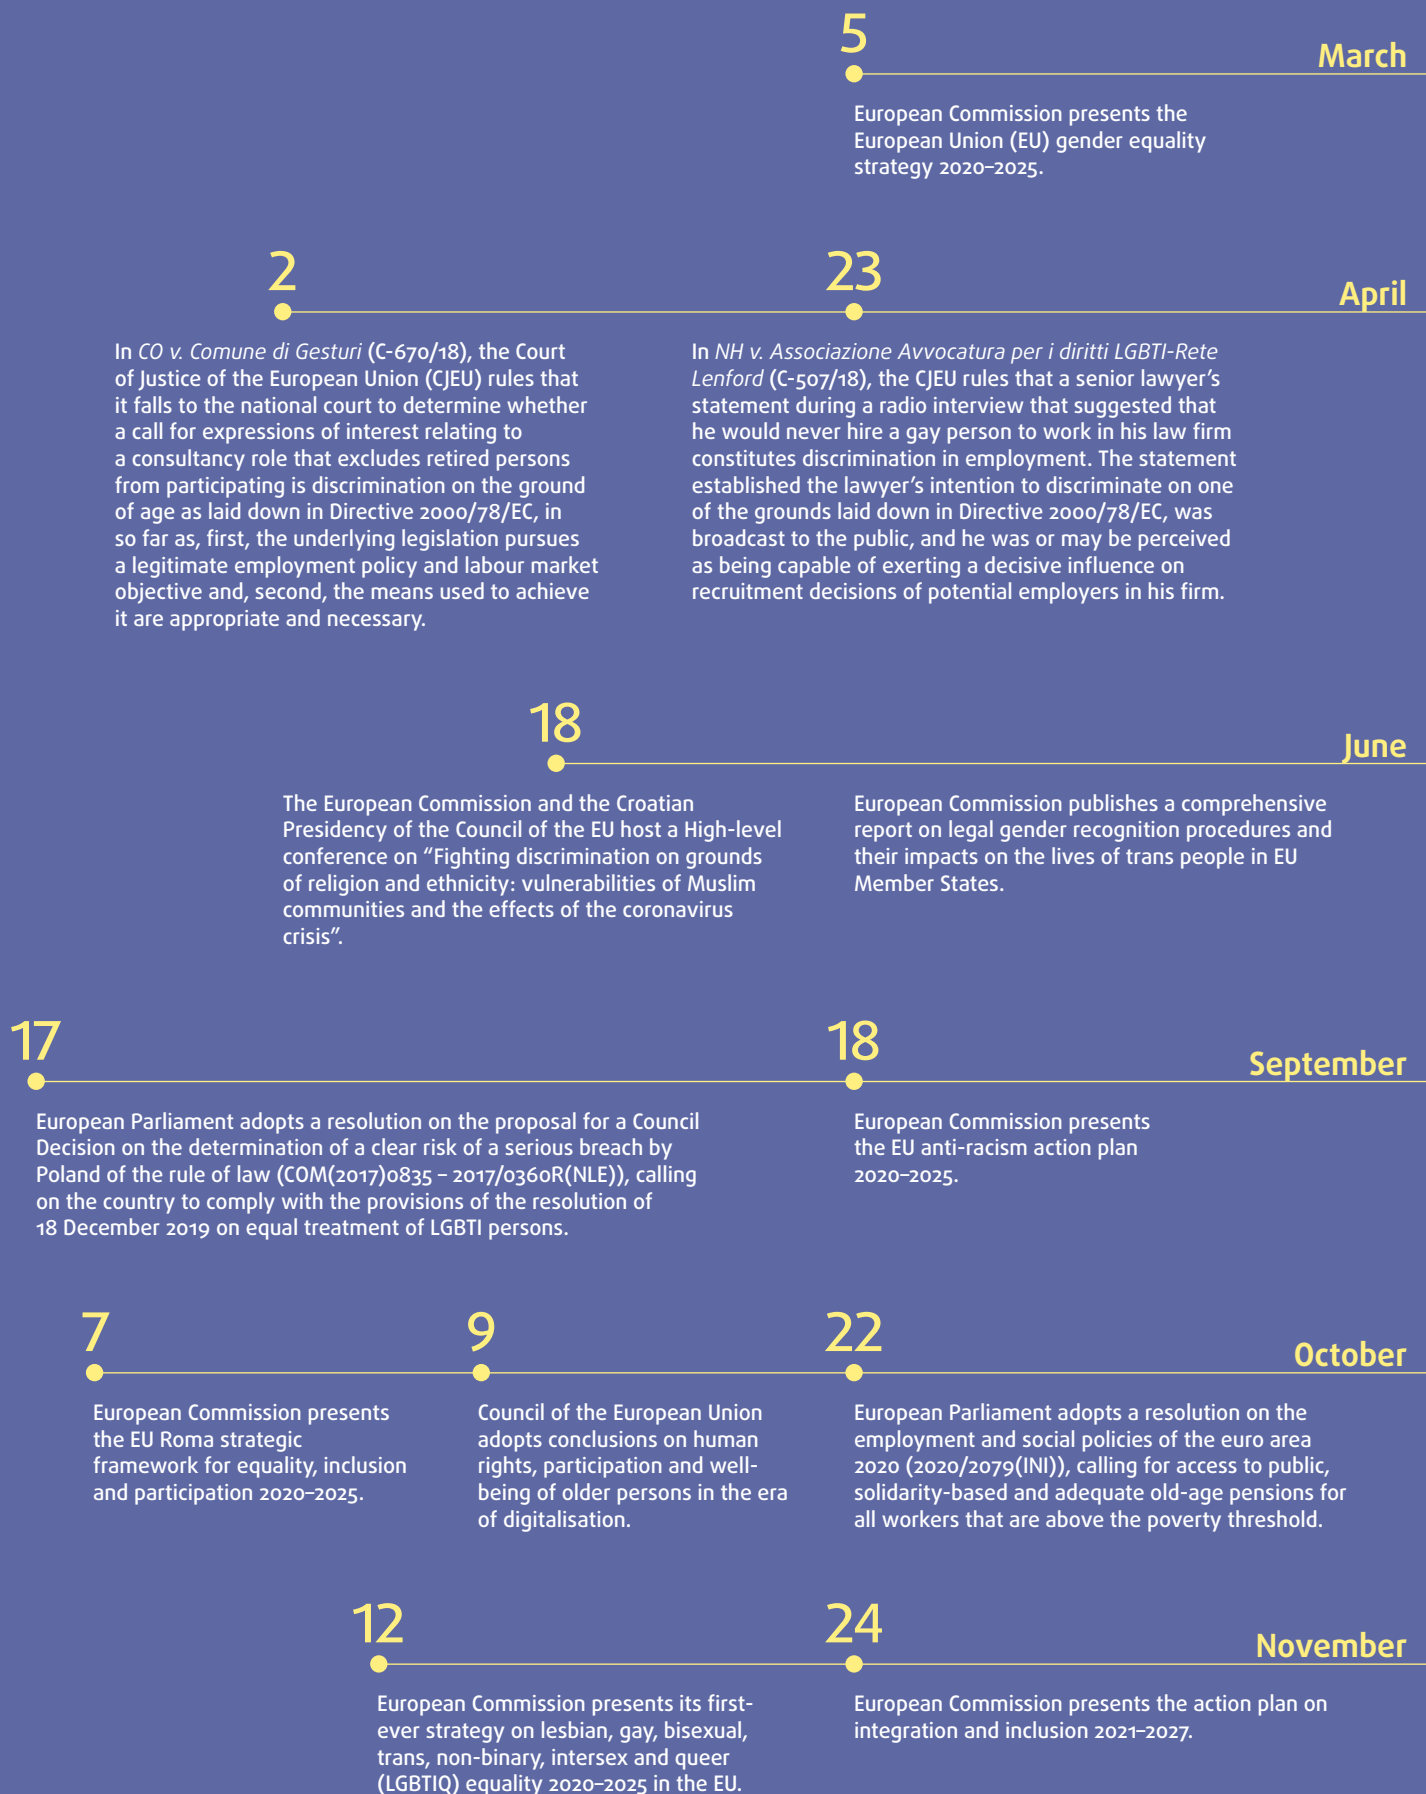 5
March
European Commission presents the
European Union (EU) gender equality
strategy 2020–2025.
2
23
April
In CO v. Comune di Gesturi (C-670/18), the Court
of Justice of the European Union (CJEU) rules that
it falls to the national court to determine whether
a call for expressions of interest relating to
a consultancy role that excludes retired persons
from participating is discrimination on the ground
of age as laid down in Directive 2000/78/EC, in
so far as, first, the underlying legislation pursues
a legitimate employment policy and labour market
objective and, second, the means used to achieve
it are appropriate and necessary.
In NH v. Associazione Avvocatura per i diritti LGBTI-Rete
Lenford (C-507/18), the CJEU rules that a senior lawyer’s
statement during a radio interview that suggested that
he would never hire a gay person to work in his law firm
constitutes discrimination in employment. The statement
established the lawyer’s intention to discriminate on one
of the grounds laid down in Directive 2000/78/EC, was
broadcast to the public, and he was or may be perceived
as being capable of exerting a decisive influence on
recruitment decisions of potential employers in his firm.
18
June
The European Commission and the Croatian
Presidency of the Council of the EU host a High-level
conference on “Fighting discrimination on grounds
of religion and ethnicity: vulnerabilities of Muslim
communities and the effects of the coronavirus
crisis”.
European Commission publishes a comprehensive
report on legal gender recognition procedures and
their impacts on the lives of trans people in EU
Member States.
17
18
September
European Parliament adopts a resolution on the proposal for a Council
Decision on the determination of a clear risk of a serious breach by
Poland of the rule of law (COM(2017)0835 – 2017/0360R(NLE)), calling
on the country to comply with the provisions of the resolution of
18 December 2019 on equal treatment of LGBTI persons.
European Commission presents
the EU anti-racism action plan
2020–2025.
7
9
22
October
European Commission presents
the EU Roma strategic
framework for equality, inclusion
and participation 2020–2025.
Council of the European Union
adopts conclusions on human
rights, participation and well-
being of older persons in the era
of digitalisation.
European Parliament adopts a resolution on the
employment and social policies of the euro area
2020 (2020/2079(INI)), calling for access to public,
solidarity-based and adequate old-age pensions for
all workers that are above the poverty threshold.
12
24
November
European Commission presents its first-
ever strategy on lesbian, gay, bisexual,
trans, non-binary, intersex and queer
(LGBTIQ) equality 2020–2025 in the EU.
European Commission presents the action plan on
integration and inclusion 2021–2027.